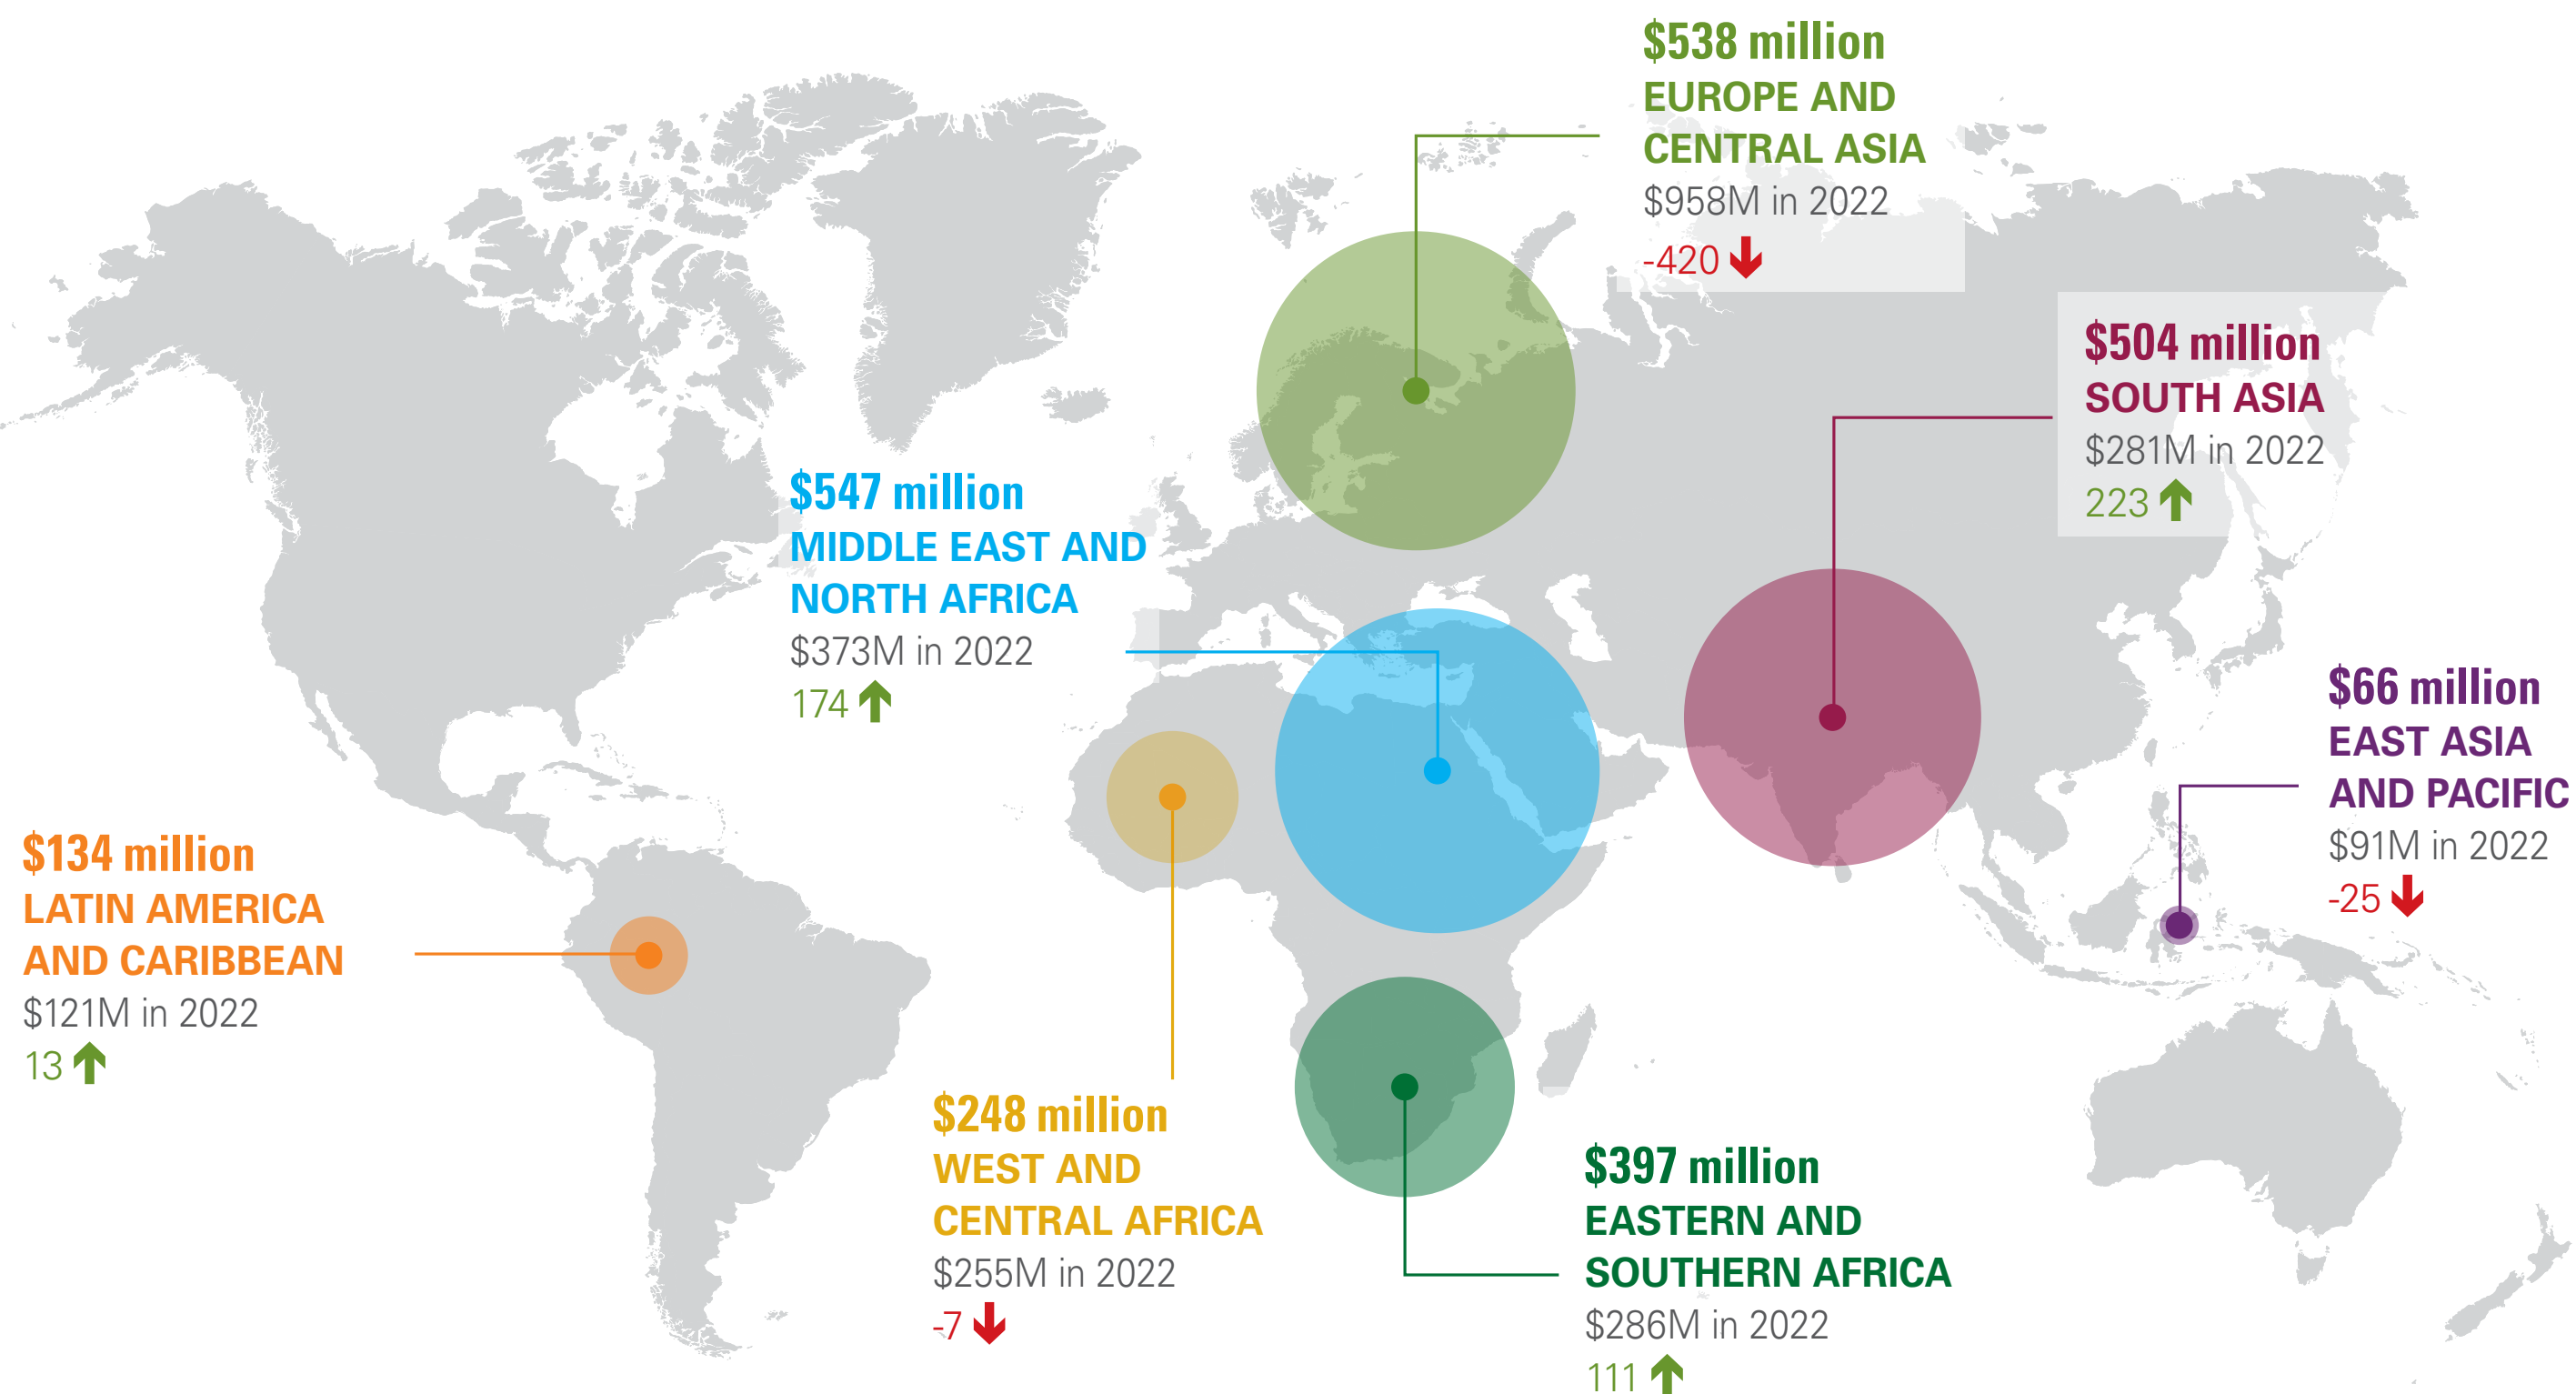 $538 million
EUROPE AND
CENTRAL ASIA
$958M in 2022
-420
$504 million
SOUTH ASIA
$281M in 2022
223
$547 million
MIDDLE EAST AND
NORTH AFRICA
$373M in 2022
174
$66 million
EAST ASIA
AND PACIFIC
$91M in 2022
-25
$134 million
LATIN AMERICA
AND CARIBBEAN
$121M in 2022
13
$248 million
WEST AND
CENTRAL AFRICA
$255M in 2022
-7
$397 million
EASTERN AND
SOUTHERN AFRICA
$286M in 2022
111